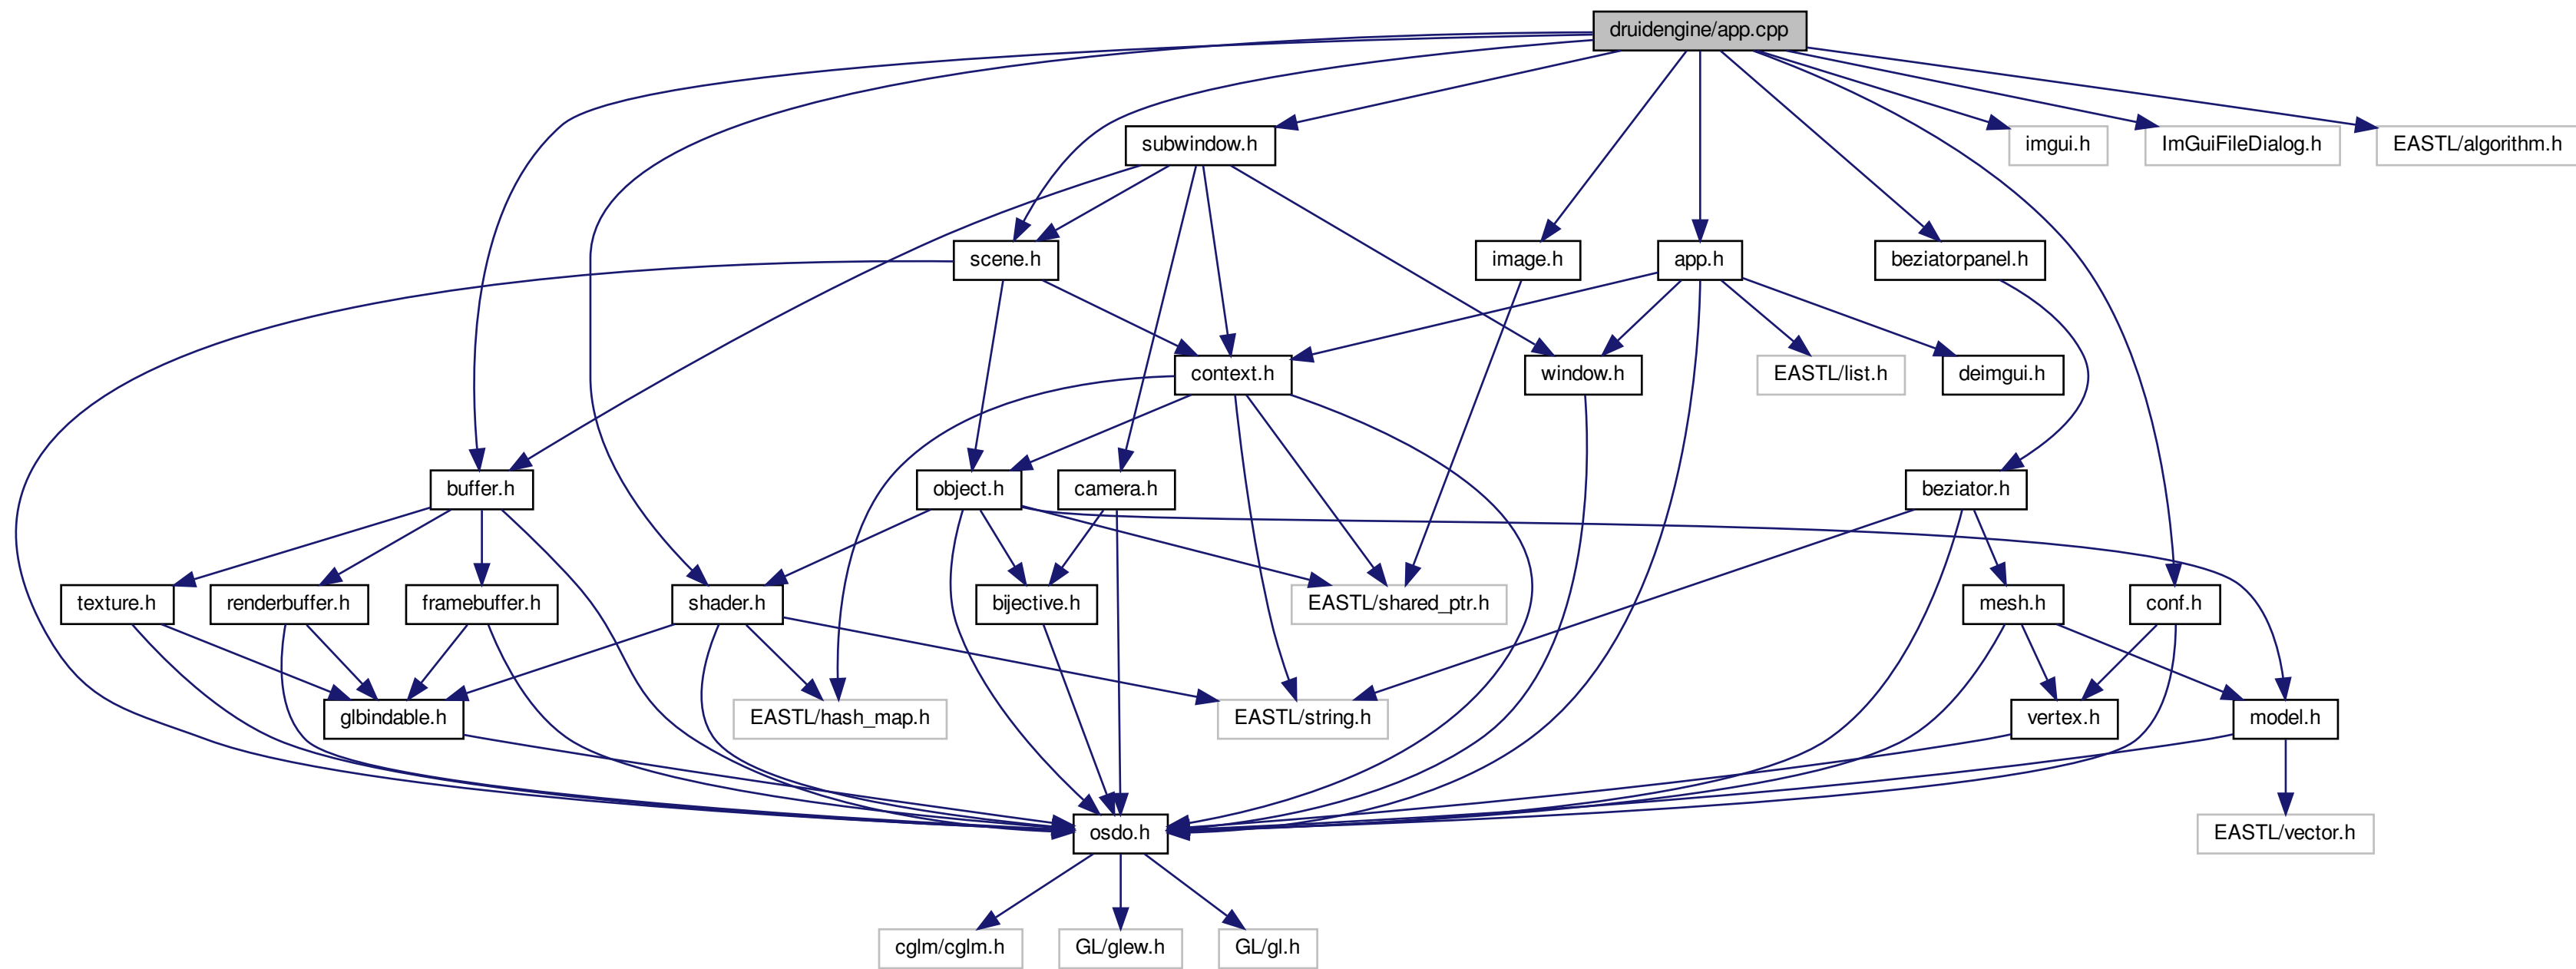 druidengine/app.cpp
subwindow.h
imgui.h
ImGuiFileDialog.h
EASTL/algorithm.h
scene.h
image.h
app.h
beziatorpanel.h
context.h
window.h
EASTL/list.h
deimgui.h
buffer.h
object.h
camera.h
beziator.h
texture.h
renderbuffer.h
framebuffer.h
shader.h
bijective.h
EASTL/shared_ptr.h
mesh.h
conf.h
glbindable.h
EASTL/hash_map.h
EASTL/string.h
vertex.h
model.h
osdo.h
EASTL/vector.h
cglm/cglm.h
GL/glew.h
GL/gl.h